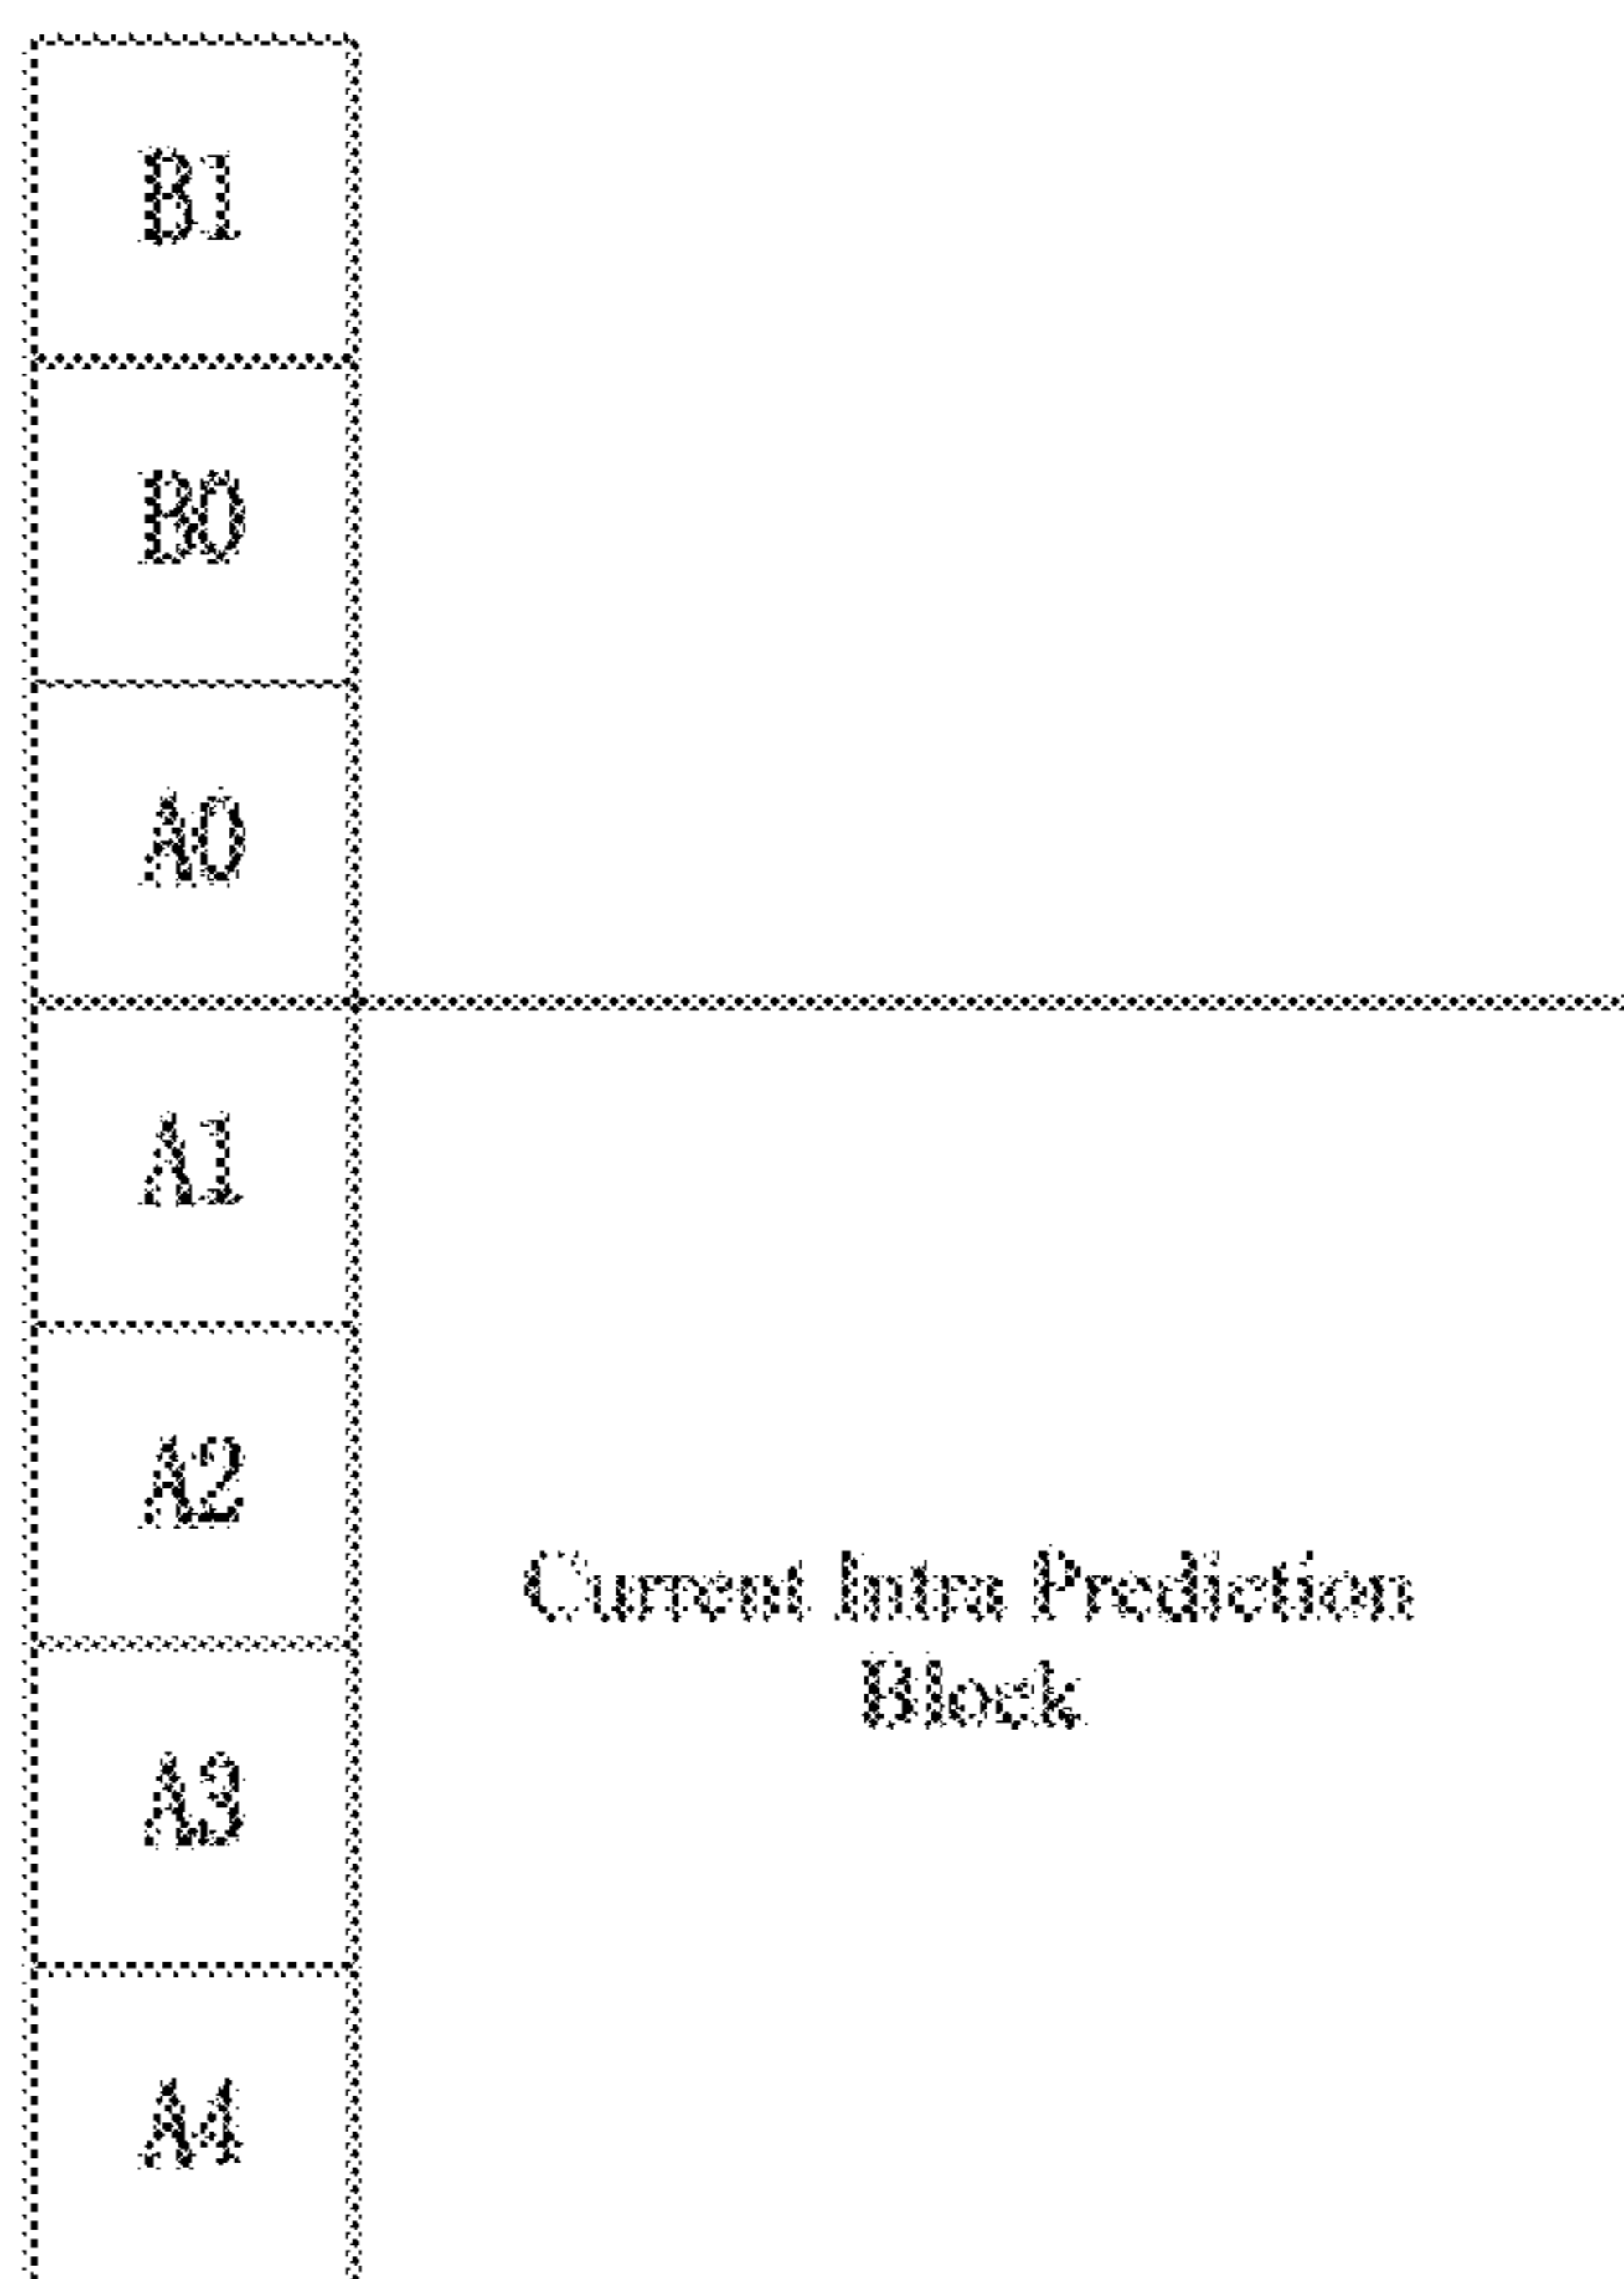 B1
B0
A0
A1
A2
Current Intra Prediction
Block
A3
A4